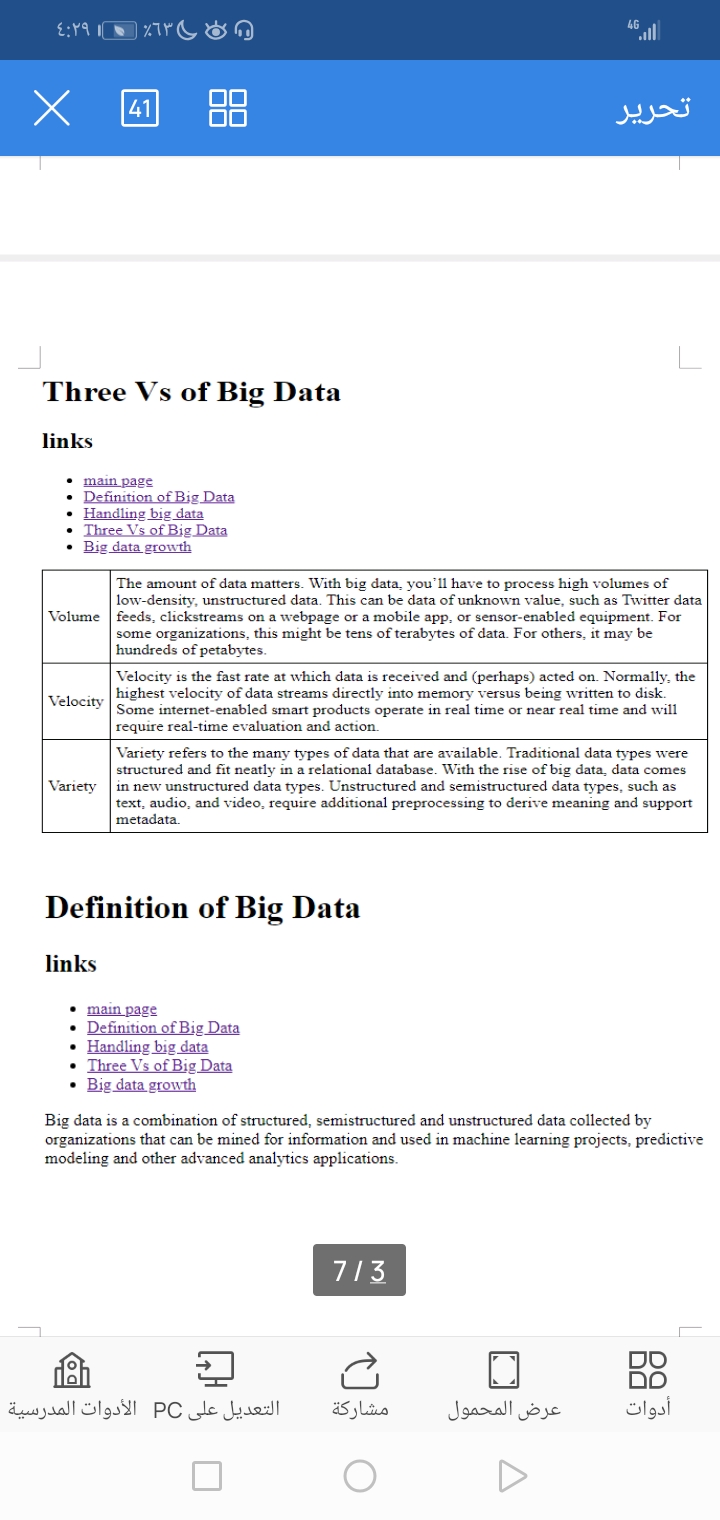 ٤:٢٩ ٪٦٣ 4G
41 تحرير
Three Vs of Big Data
links
• main page
• Definition of Big Data
• Handling big data
• Three Vs of Big Data
• Big data growth
Volume
The amount of data matters. With big data, you'll have to process high volumes of
low-density, unstructured data. This can be data of unknown value, such as Twitter data
feeds, clickstreams on a webpage or a mobile app, or sensor-enabled equipment. For
some organizations, this might be tens of terabytes of data. For others, it may be
hundreds of petabytes.
Velocity
Velocity is the fast rate at which data is received and (perhaps) acted on. Normally, the
highest velocity of data streams directly into memory versus being written to disk.
Some internet-enabled smart products operate in real time or near real time and will
require real-time evaluation and action.
Variety
Variety refers to the many types of data that are available. Traditional data types were
structured and fit neatly in a relational database. With the rise of big data, data comes
in new unstructured data types. Unstructured and semistructured data types, such as
text, audio, and video, require additional preprocessing to derive meaning and support
metadata.
Definition of Big Data
links
• main page
• Definition of Big Data
• Handling big data
• Three Vs of Big Data
• Big data growth
Big data is a combination of structured, semistructured and unstructured data collected by
organizations that can be mined for information and used in machine learning projects, predictive
modeling and other advanced analytics applications.
7 / 3
أدوات
عرض المحمول
مشاركة
التعديل على PC
الأدوات المدرسية